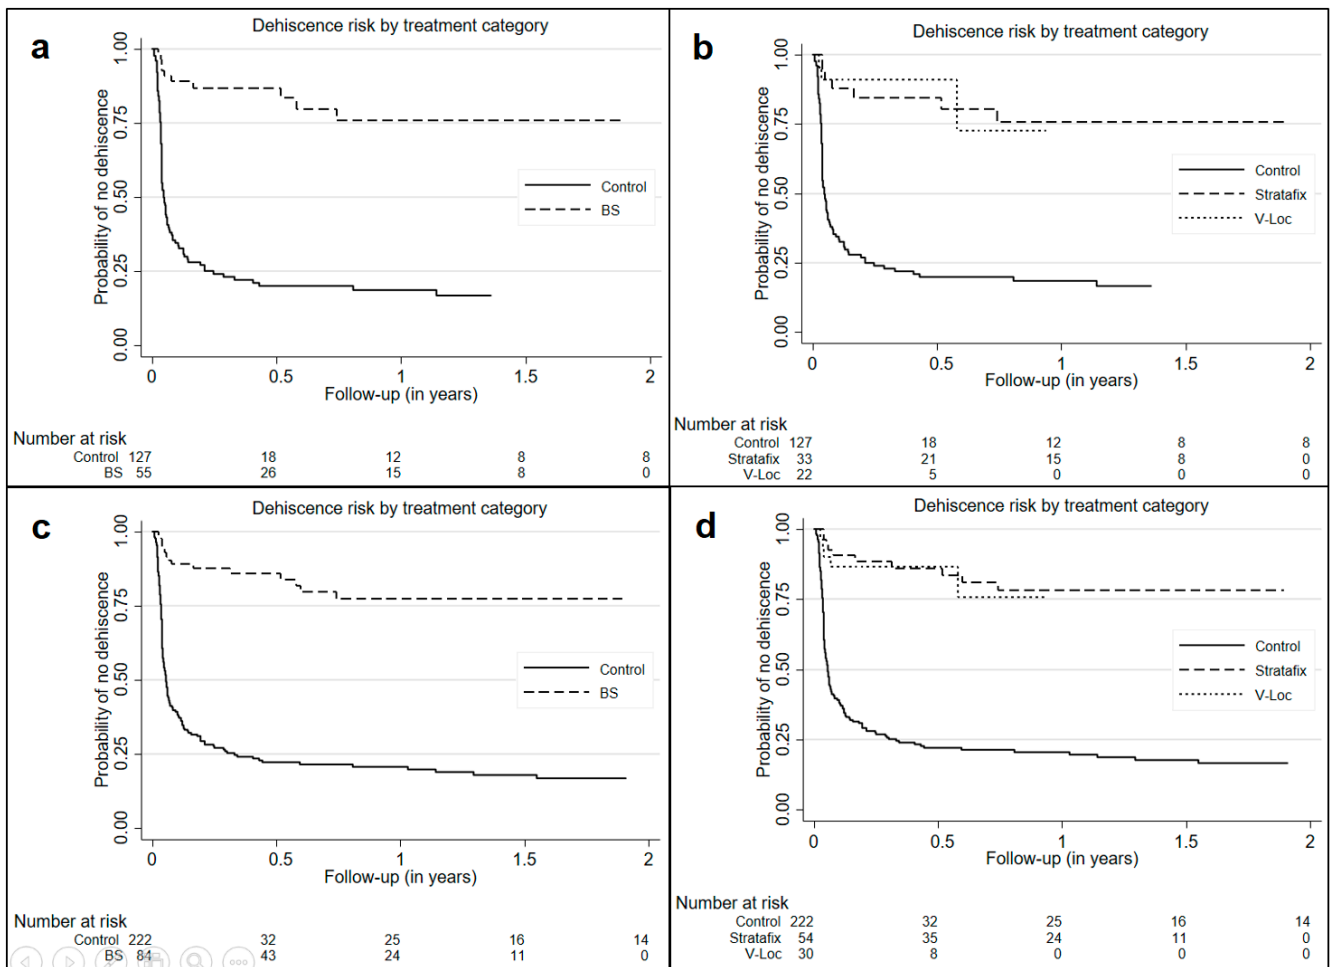 a
Dehiscence risk by treatment category
Probability of no dehiscence
1.00
0.75
0.50
0.25
0.00
Control
BS
0 0.5 1 1.5 2
Follow-up (in years)
Number at risk
Control 127 18 12 8 8
BS 55 26 15 8 0
b
Dehiscence risk by treatment category
Probability of no dehiscence
1.00
0.75
0.50
0.25
0.00
Control
Stratafix
V-Loc
0 0.5 1 1.5 2
Follow-up (in years)
Number at risk
Control 127 18 12 8 8
Stratafix 33 21 15 8 0
V-Loc 22 5 0 0 0
c
Dehiscence risk by treatment category
Probability of no dehiscence
1.00
0.75
0.50
0.25
0.00
Control
BS
0 0.5 1 1.5 2
Follow-up (in years)
Number at risk
Control 222 32 25 16 14
BS 84 43 24 11 0
d
Dehiscence risk by treatment category
Probability of no dehiscence
1.00
0.75
0.50
0.25
0.00
Control
Stratafix
V-Loc
0 0.5 1 1.5 2
Follow-up (in years)
Number at risk
Control 222 32 25 16 14
Stratafix 54 35 24 11 0
V-Loc 30 8 0 0 0